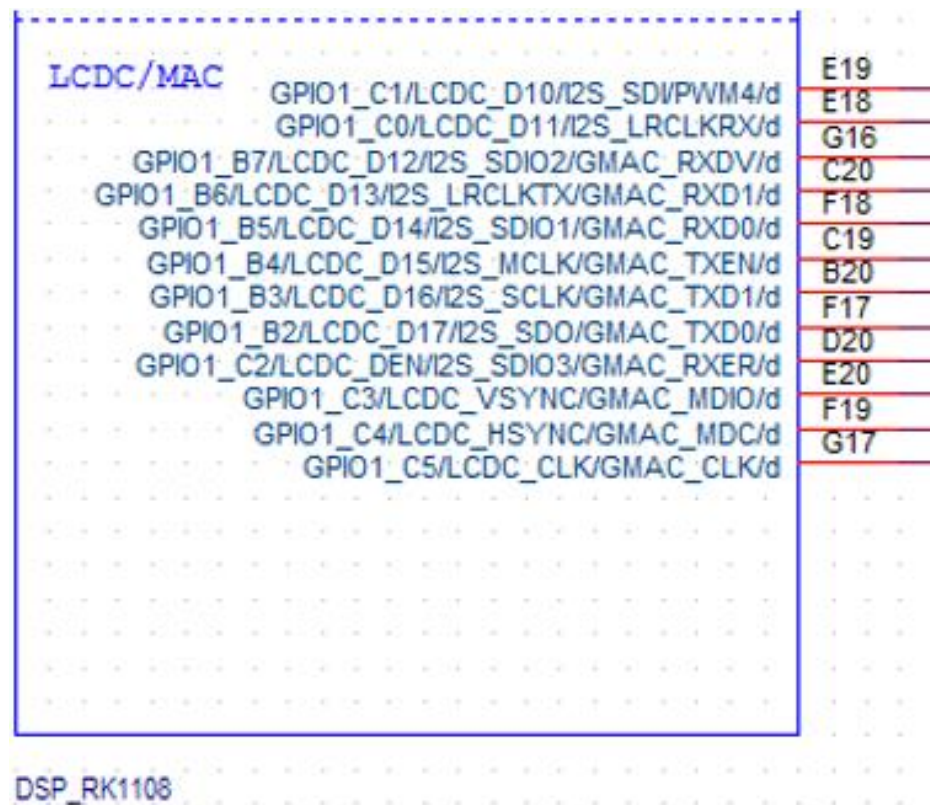 LCDC/MAC
GPIO1_C1/LCDC_D10/I2S_SDI/PWM4/d E19
GPIO1_C0/LCDC_D11/I2S_LRCLKRX/d E18
GPIO1_B7/LCDC_D12/I2S_SDIO2/GMAC_RXDV/d G16
GPIO1_B6/LCDC_D13/I2S_LRCLKTX/GMAC_RXD1/d C20
GPIO1_B5/LCDC_D14/I2S_SDIO1/GMAC_RXD0/d F18
GPIO1_B4/LCDC_D15/I2S_MCLK/GMAC_TXEN/d C19
GPIO1_B3/LCDC_D16/I2S_SCLK/GMAC_TXD1/d B20
GPIO1_B2/LCDC_D17/I2S_SDO/GMAC_TXD0/d F17
GPIO1_C2/LCDC_DEN/I2S_SDIO3/GMAC_RXER/d D20
GPIO1_C3/LCDC_VSYNC/GMAC_MDIO/d E20
GPIO1_C4/LCDC_HSYNC/GMAC_MDC/d F19
GPIO1_C5/LCDC_CLK/GMAC_CLK/d G17
DSP_RK1108